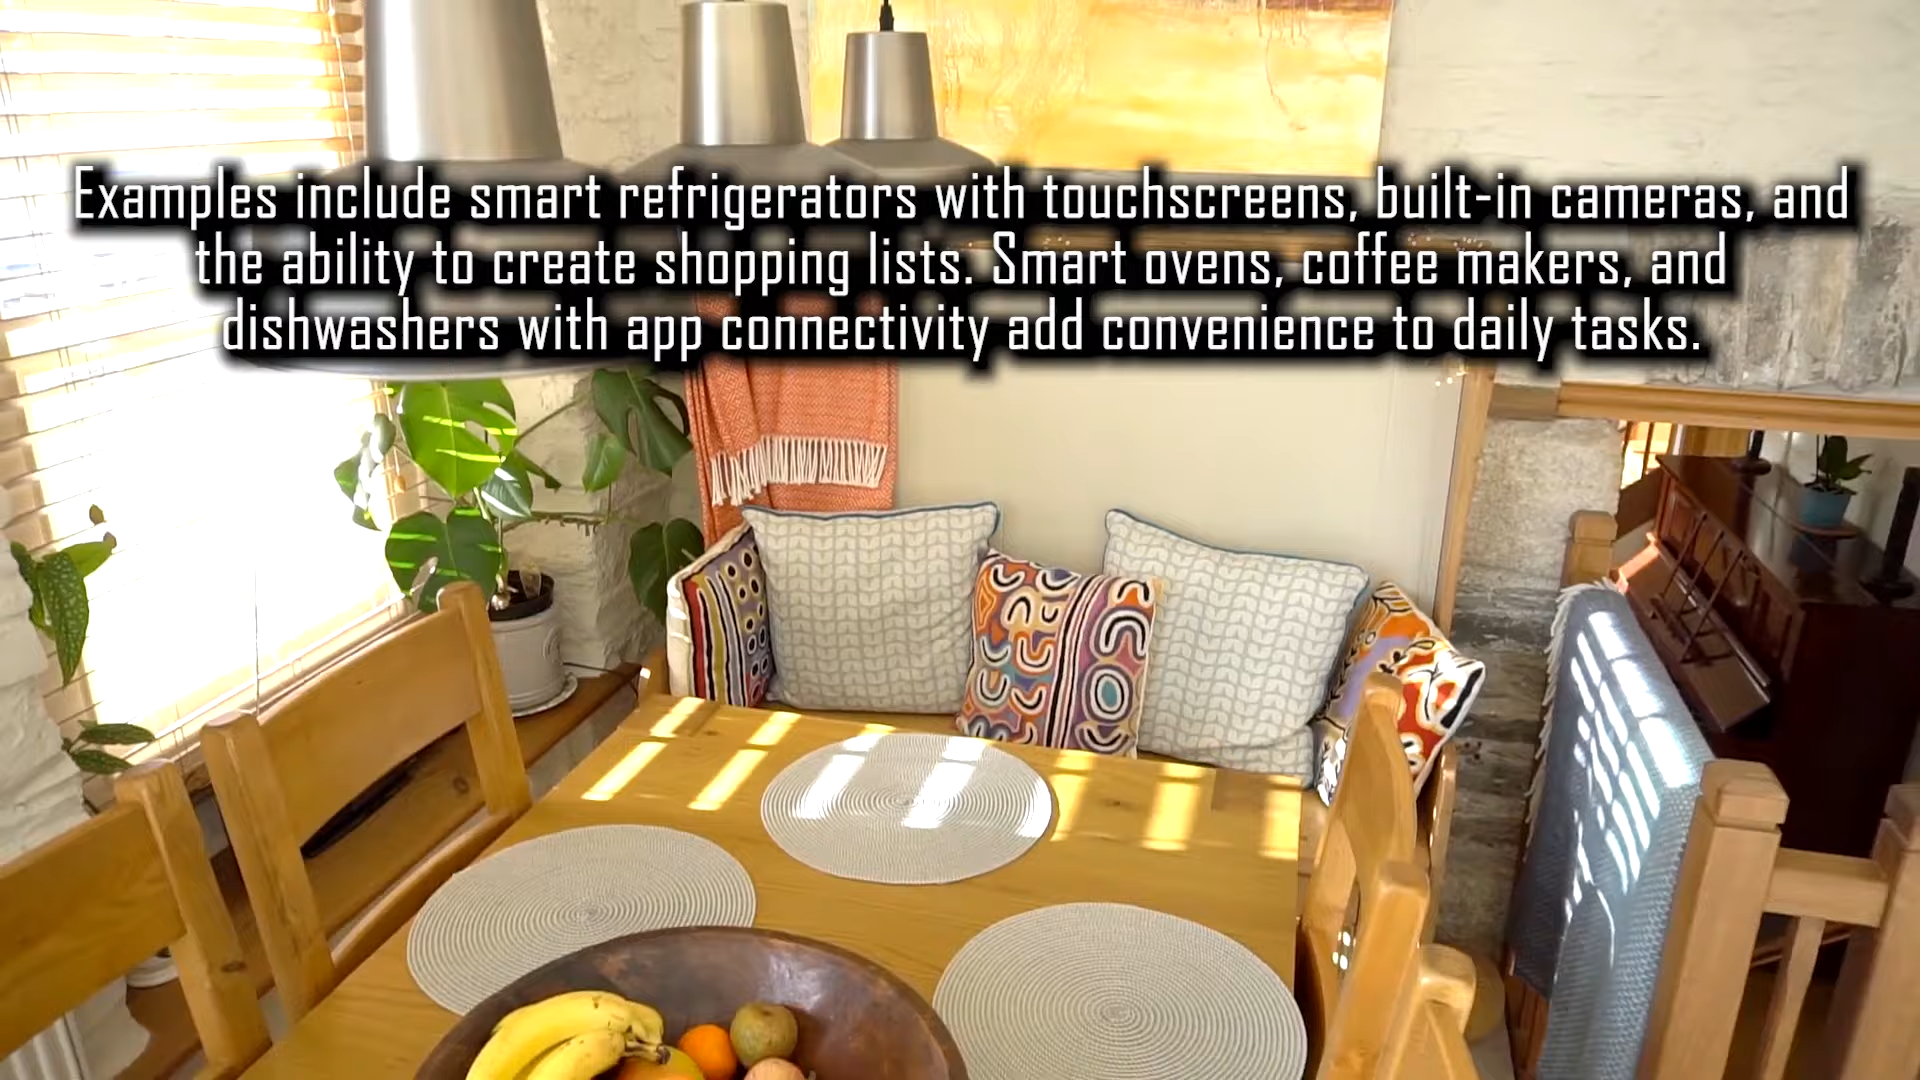 Examples include smart refrigerators with touchscreens, built-in cameras, and
the ability to create shopping lists. Smart ovens, coffee makers, and
dishwashers with app connectivity add convenience to daily tasks.